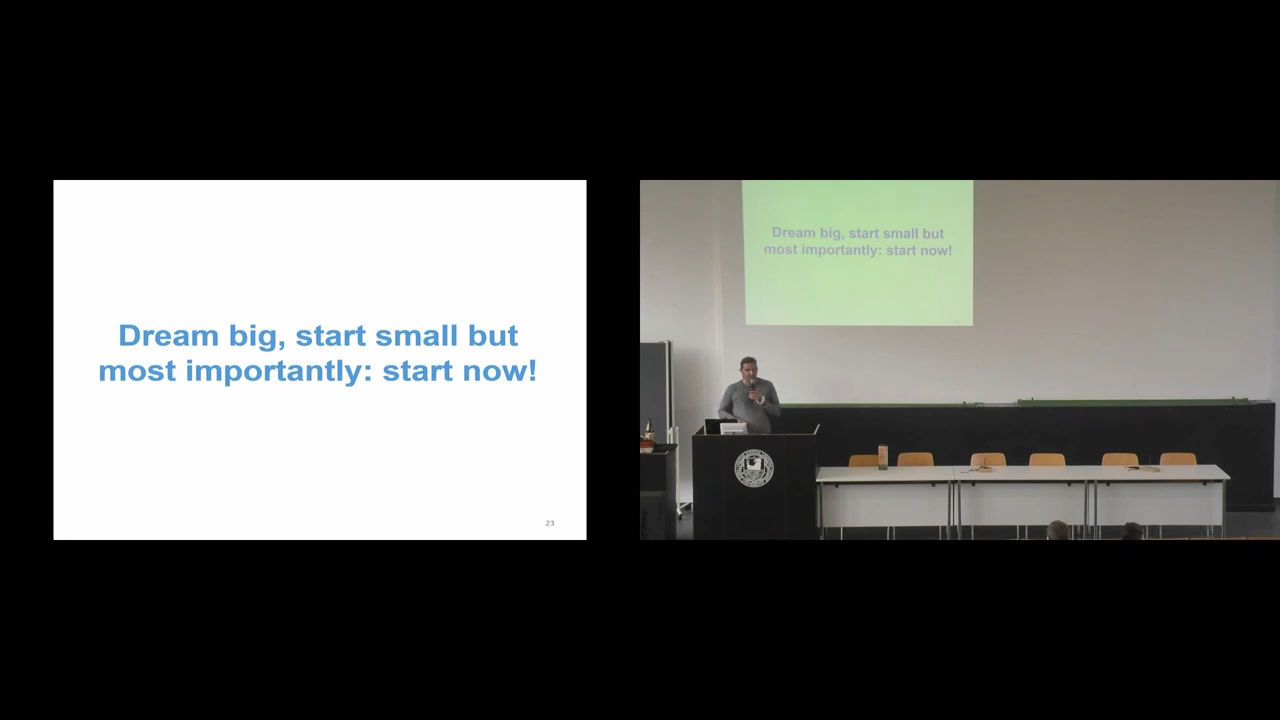 Dream big, start small but
most importantly: start now!
23
Dream big, start small but
most importantly: start now!